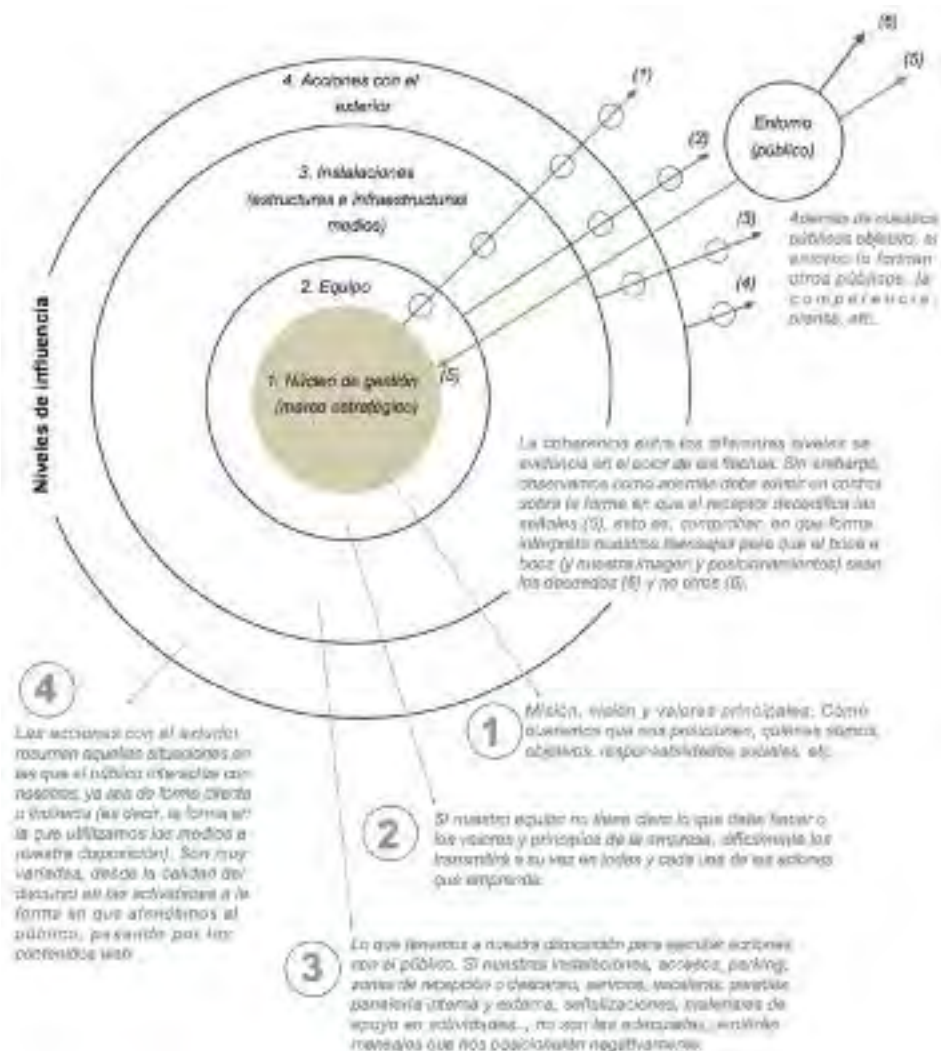 4. Acciones con el
exterior
3. Instalaciones
(estructuras e infraestructuras
medios)
2. Equipo
1. Núcleo de gestión
(marco estratégico)
Niveles de influencia
(1)
(2)
(3)
(4)
(5)
(6)
(5)
Entorno
(público)
Además de nuestros
públicos objetivo, el
entorno lo forman
otros públicos, la
competencia,
prensa, etc.
La coherencia entre los diferentes niveles se
evidencia en el color de las flechas. Sin embargo,
observamos como además debe existir un control
sobre la forma en que el receptor decodifica las
señales (5), esto es, comprobar en que forma
interpreta nuestros mensajes para que el boca a
boca (y nuestra imagen y posicionamientos) sean
los deseados (6) y no otros (6).
4
Las acciones con el exterior
resumen aquellas situaciones en
las que el público interactúa con
nosotros, ya sea de forma directa
o indirecta (es decir, la forma en
la que utilizamos los medios a
nuestra disposición). Son muy
variadas, desde la calidad del
discurso en las actividades a la
forma en que atendemos al
público, pasando por los
contenidos web
1
Misión, visión y valores principales. Cómo
queremos que nos posicionen, quiénes somos,
objetivos, responsabilidades sociales, etc.
2
Si nuestro equipo no tiene claro lo que debe hacer o
los valores y principios de la empresa, difícilmente los
transmitirá a su vez en todas y cada una de las acciones
que emprenda.
3
Lo que tenemos a nuestra disposición para ejecutar acciones
con el público. Si nuestras instalaciones, accesos, parking,
zonas de recepción o descanso, servicios,
panelería interna y externa, señalizaciones, materiales de
apoyo en actividades.., no son las adecuadas, emitirán
mensajes que nos posicionarán negativamente.